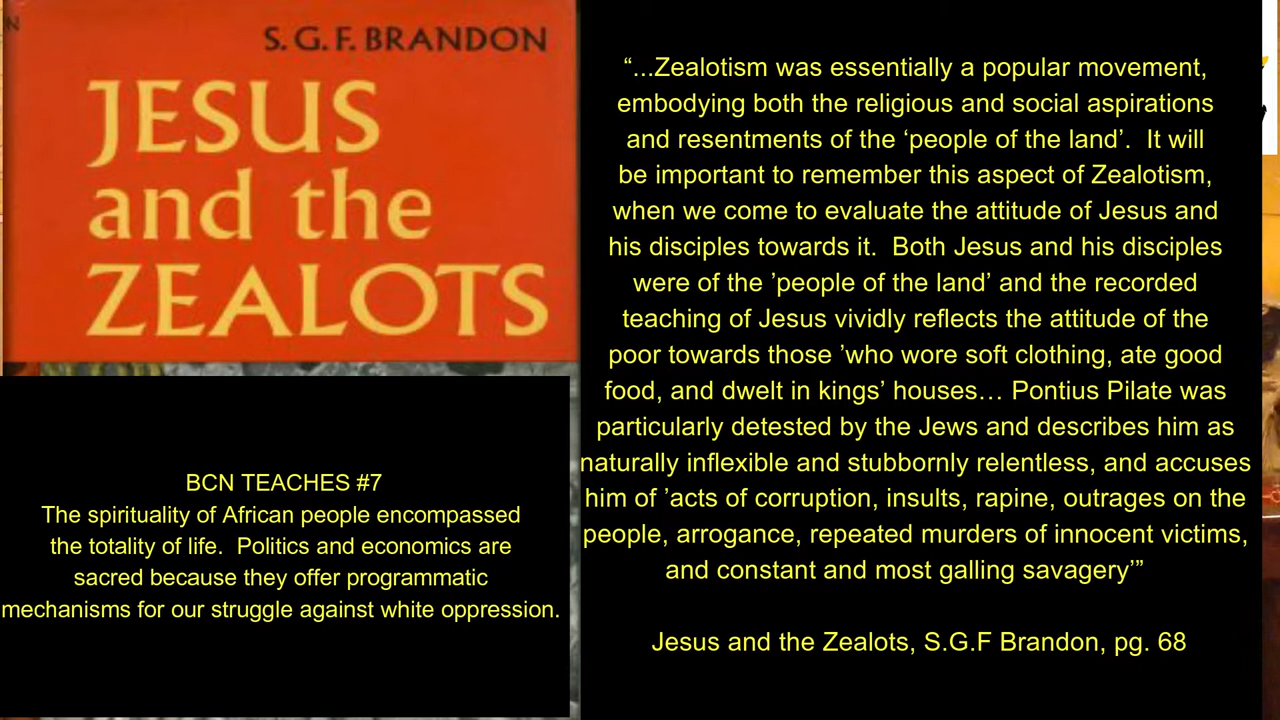 N
S. G. F. BRANDON
JESUS
and the
ZEALOTS
BCN TEACHES #7
The spirituality of African people encompassed
the totality of life.  Politics and economics are
sacred because they offer programmatic
mechanisms for our struggle against white oppression.
“...Zealotism was essentially a popular movement,
embodying both the religious and social aspirations
and resentments of the ‘people of the land’.  It will
be important to remember this aspect of Zealotism,
when we come to evaluate the attitude of Jesus and
his disciples towards it.  Both Jesus and his disciples
were of the ’people of the land’ and the recorded
teaching of Jesus vividly reflects the attitude of the
poor towards those ’who wore soft clothing, ate good
food, and dwelt in kings’ houses… Pontius Pilate was
particularly detested by the Jews and describes him as
naturally inflexible and stubbornly relentless, and accuses
him of ’acts of corruption, insults, rapine, outrages on the
people, arrogance, repeated murders of innocent victims,
and constant and most galling savagery’”
Jesus and the Zealots, S.G.F Brandon, pg. 68